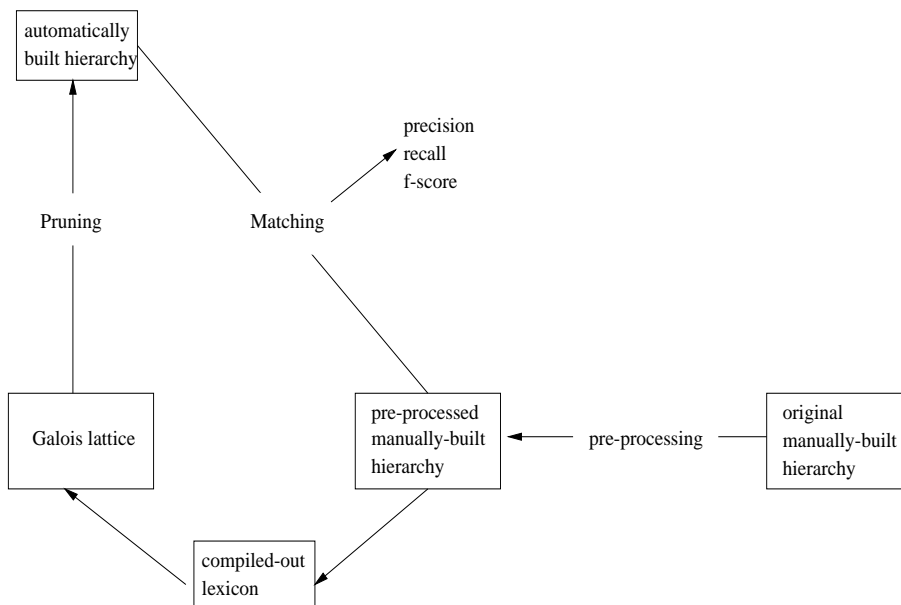 automatically
built hierarchy
precision
recall
f-score
Pruning
Matching
Galois lattice
pre-processed
manually-built
hierarchy
pre-processing
original
manually-built
hierarchy
compiled-out
lexicon